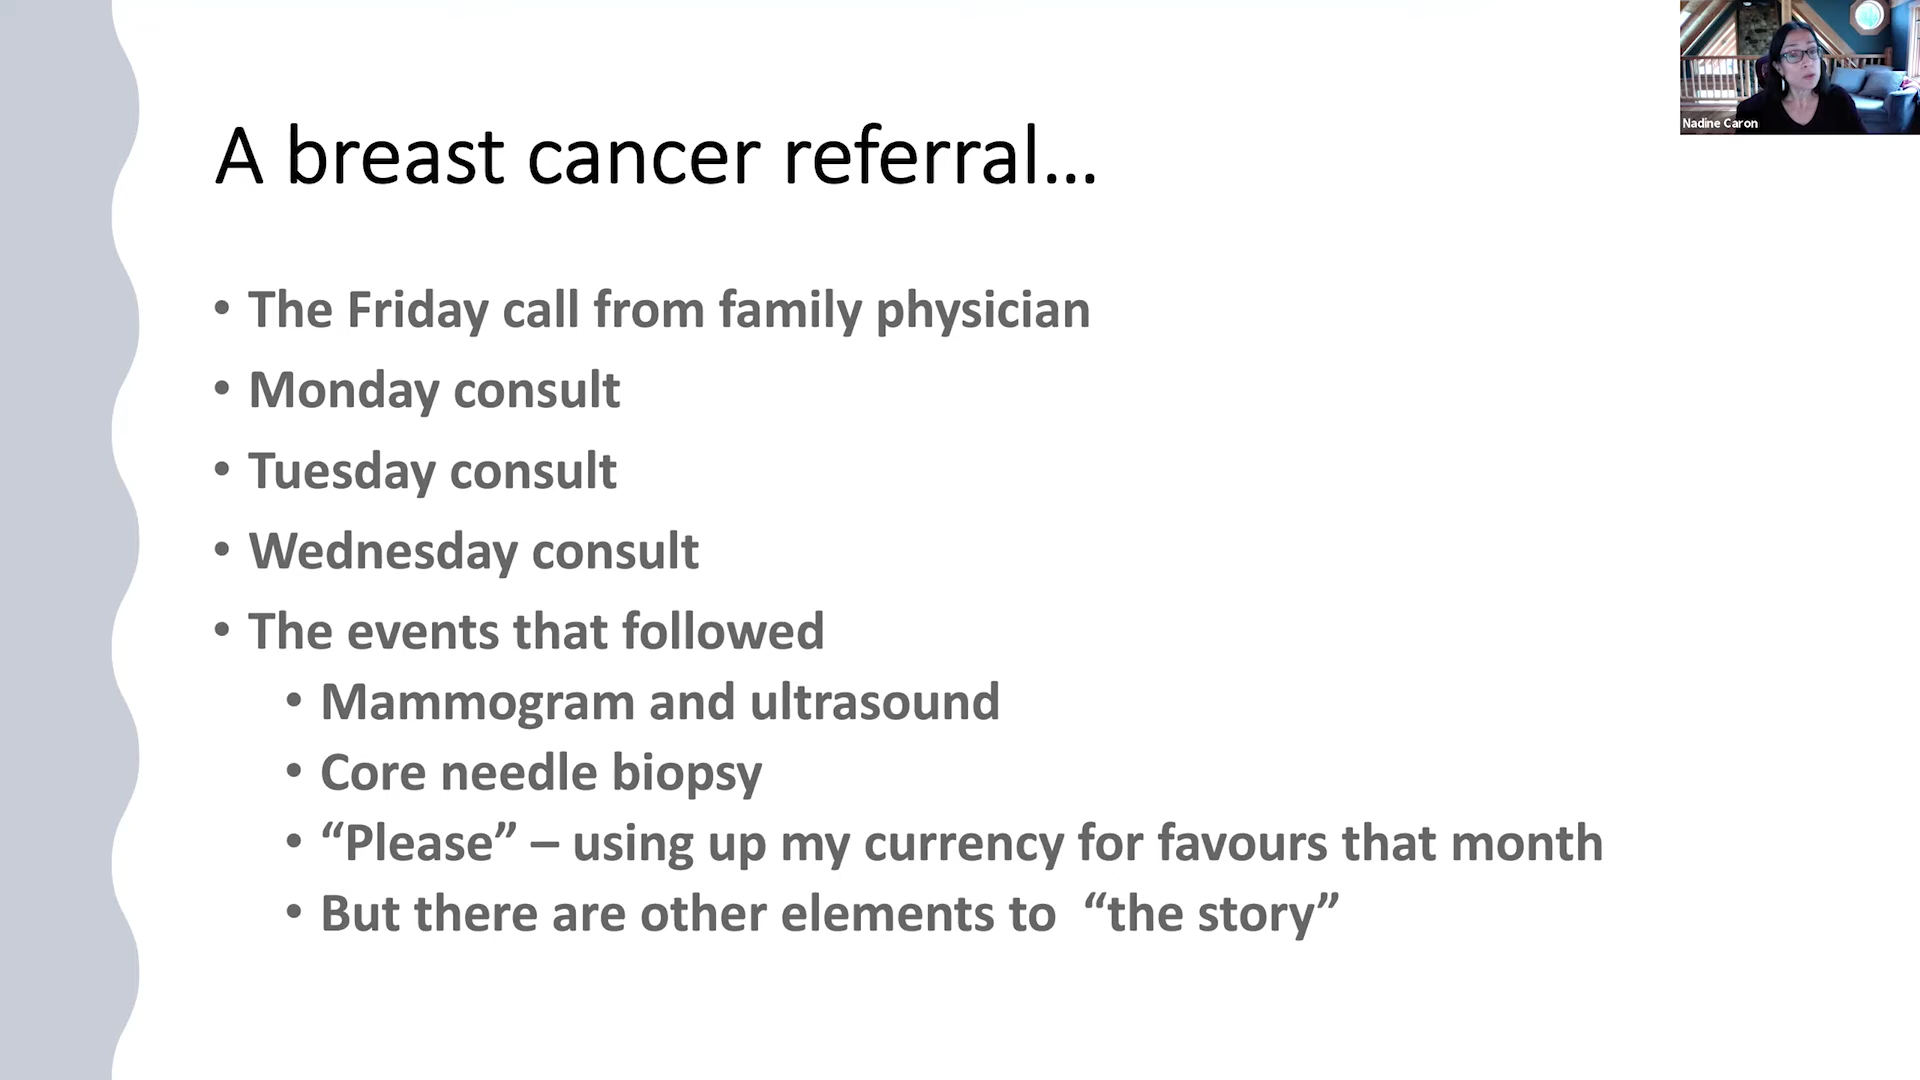 Nadine Caron
A breast cancer referral...
• The Friday call from family physician
• Monday consult
• Tuesday consult
• Wednesday consult
• The events that followed
• Mammogram and ultrasound
• Core needle biopsy
• “Please” – using up my currency for favours that month
• But there are other elements to “the story”